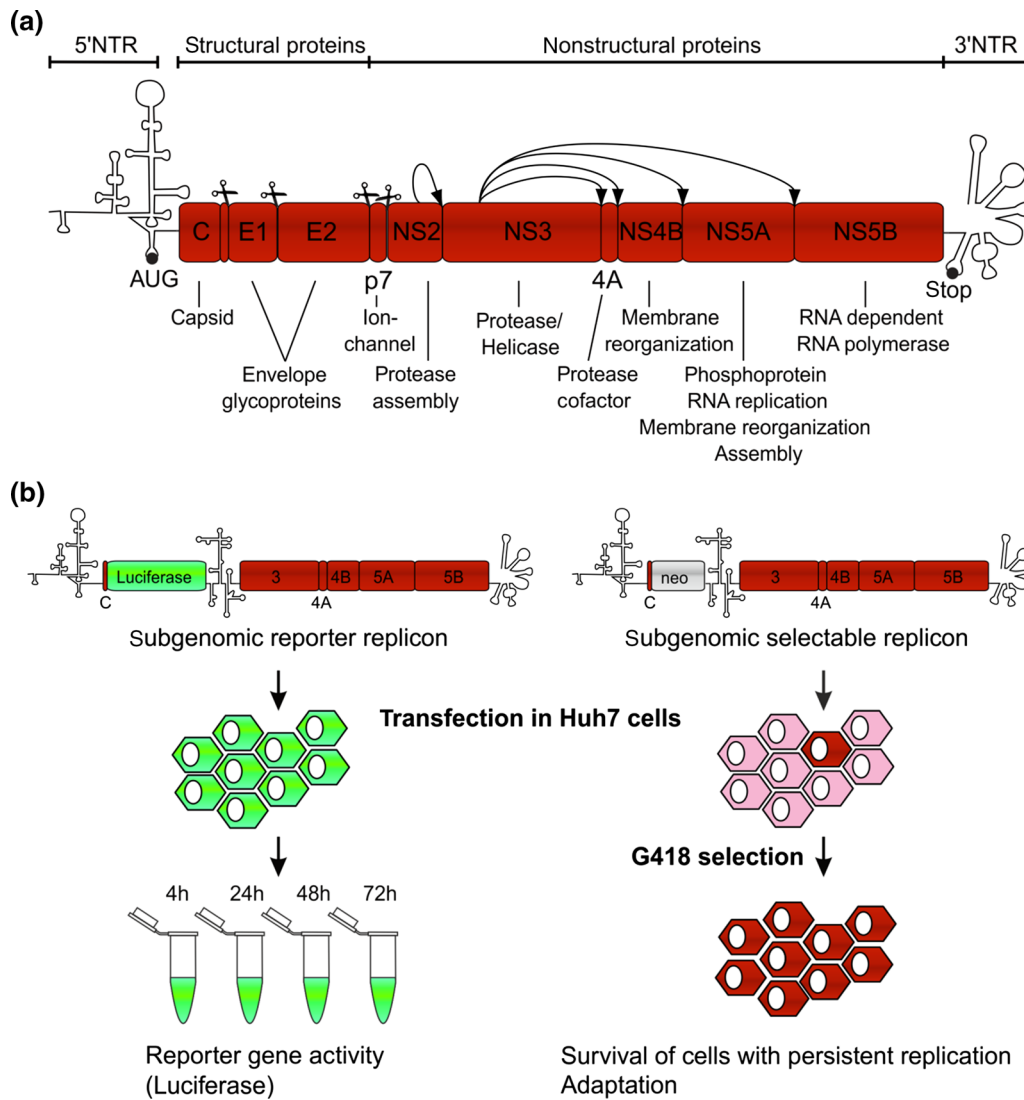 (a)
5'NTR Structural proteins Nonstructural proteins 3'NTR
C E1 E2 NS2 NS3 NS4B NS5A NS5B
AUG p7 4A Stop
Capsid
Ion-
channel
Protease/
Helicase
Membrane
reorganization
RNA dependent
RNA polymerase
Envelope
glycoproteins
Protease
assembly
Protease
cofactor
Phosphoprotein
RNA replication
Membrane reorganization
Assembly
(b)
Luciferase 3 4B 5A 5B
C 4A
Subgenomic reporter replicon
neo 3 4B 5A 5B
C 4A
Subgenomic selectable replicon
Transfection in Huh7 cells
G418 selection
4h 24h 48h 72h
Reporter gene activity
(Luciferase)
Survival of cells with persistent replication
Adaptation